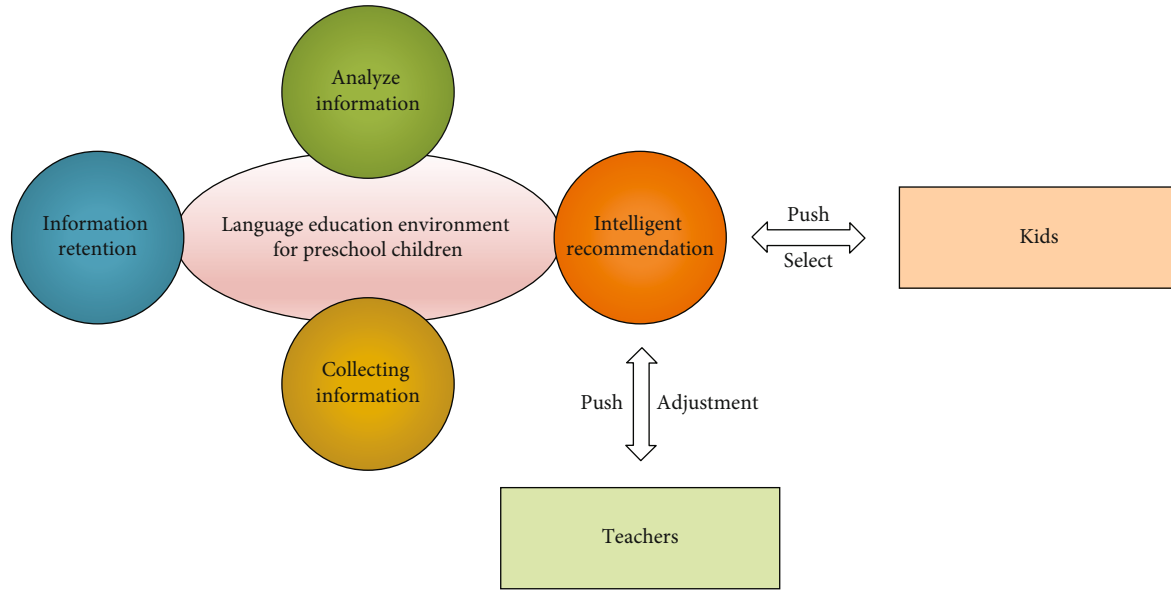 Analyze
information
Information
retention
Language education environment
for preschool children
Intelligent
recommendation
Push
Select
Kids
Collecting
information
Push
Adjustment
Teachers